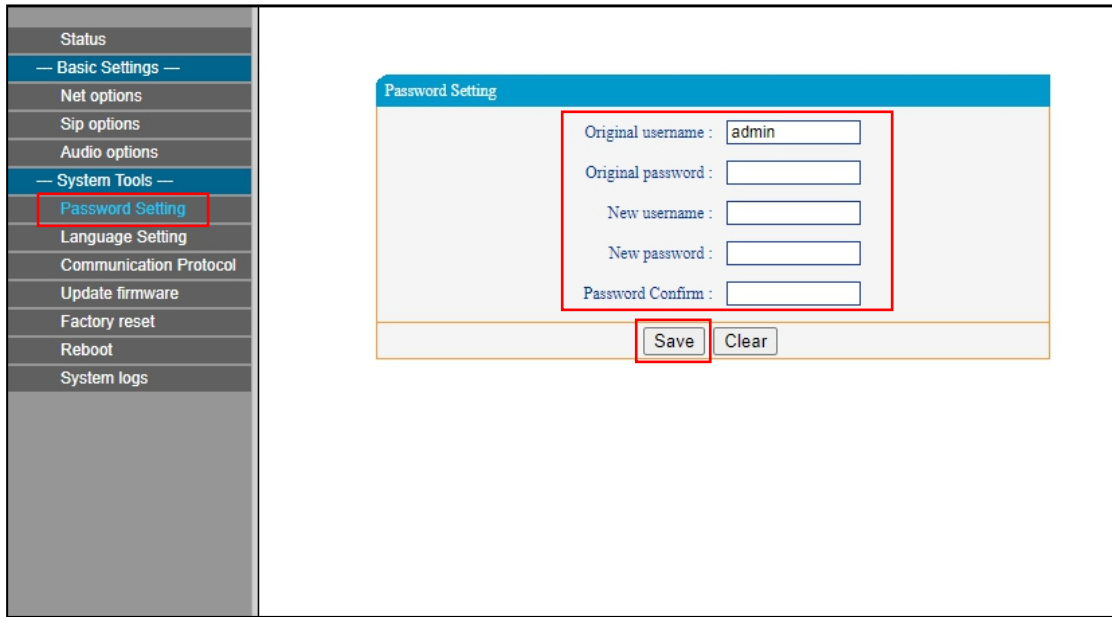 Status
— Basic Settings —
Net options
Sip options
Audio options
— System Tools —
Password Setting
Language Setting
Communication Protocol
Update firmware
Factory reset
Reboot
System logs
Password Setting
Original username : admin
Original password :
New username :
New password :
Password Confirm :
Save Clear